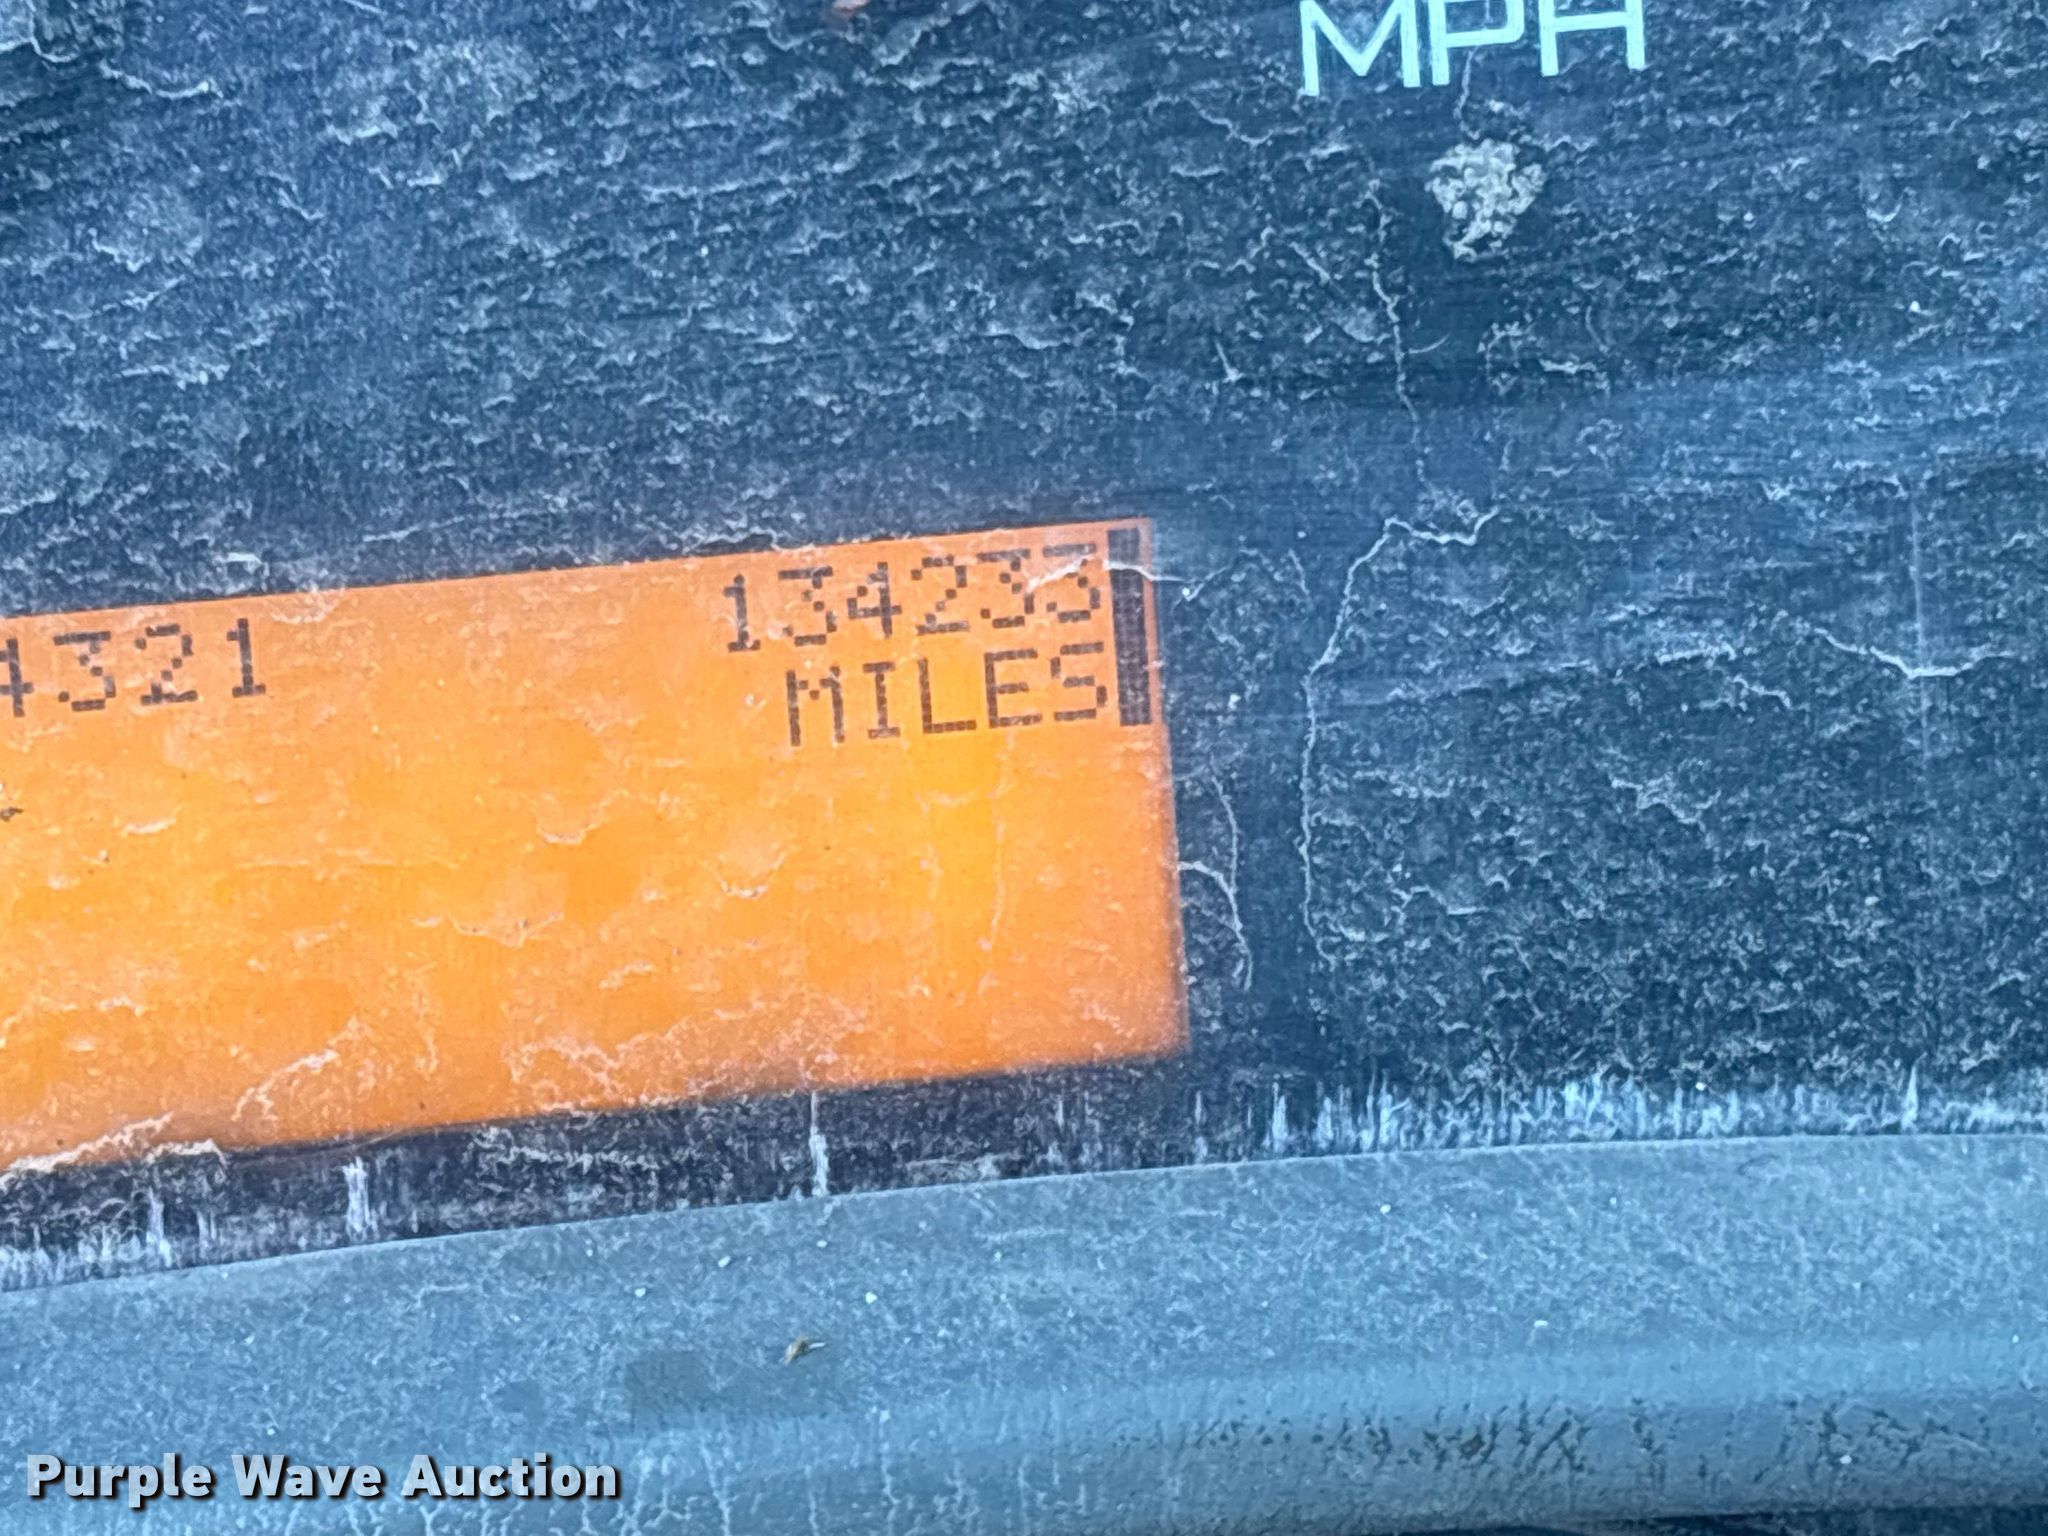 MPH
4321 134233
MILES
Purple Wave Auction